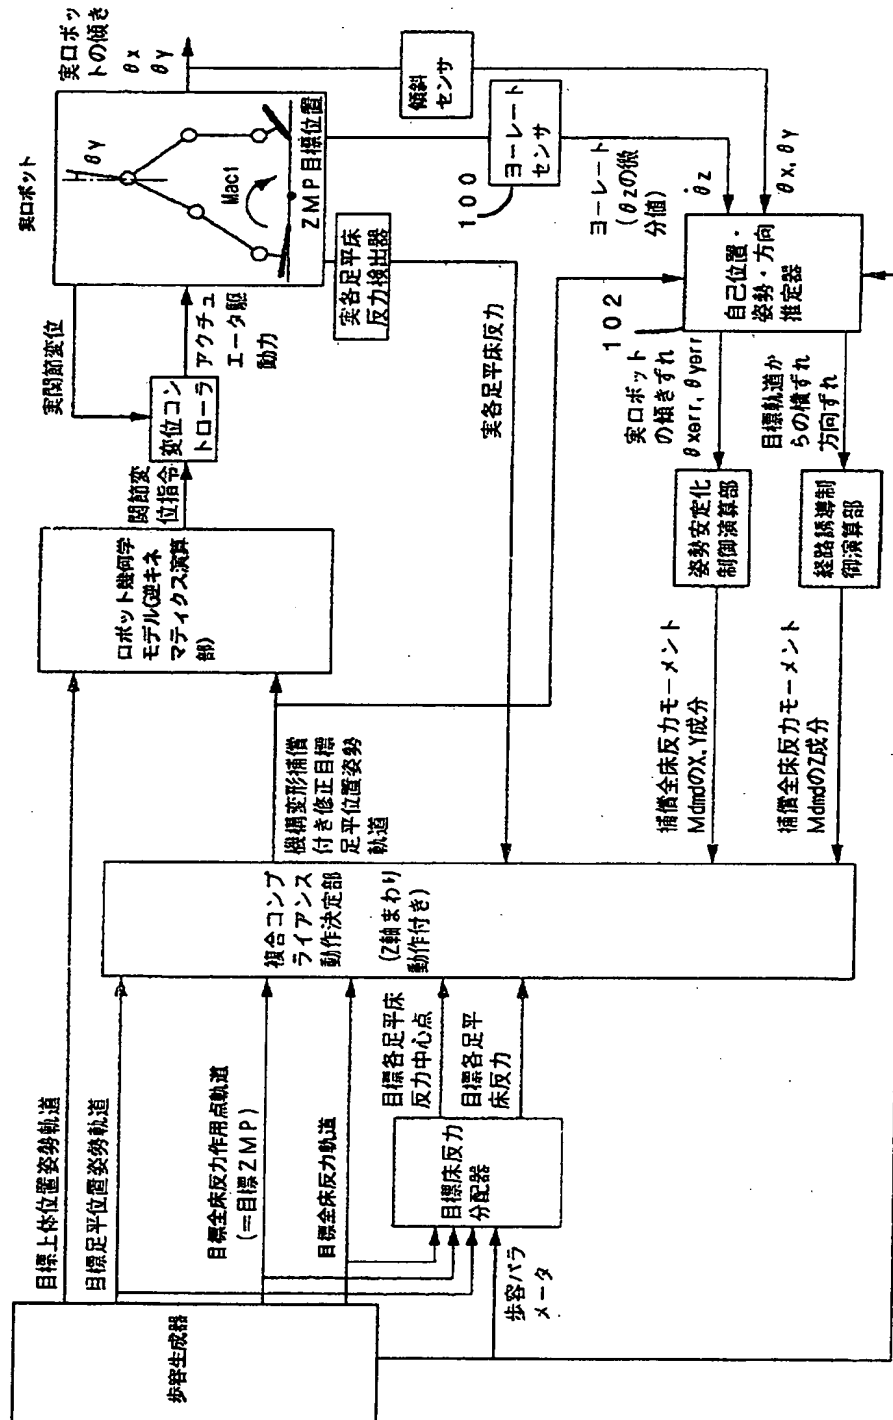 歩容生成器
目標上体位置姿勢軌道
目標足平位置姿勢軌道
目標全床反力作用点軌道
(=目標ZMP)
目標全床反力軌道
歩容パラ
メータ
目標床反力
分配器
目標各足平床
反力中心点
目標各足平
床反力
複合コンプ
ライアンス
動作決定部
(Z軸まわり
動作付き)
機構変形補償
付き修正目標
足平位置姿勢
軌道
ロボット幾何学
モデル(逆キネ
マティクス演算
部)
関節変
位指令
変位コン
トローラ
実関節変位
アクチュ
エータ駆
動力
実ロボット
θy
Mact
ZMP目標位置
実ロボッ
トの傾き
θx
θy
傾斜
センサ
実各足平床
反力検出器
100
ヨーレート
センサ
ヨーレート
(θzの微
分値)
θ̇z
θx, θy
実各足平床反力
102
自己位置・
姿勢・方向
推定器
実ロボット
の傾きずれ
θxerr, θyerr
目標軌道か
らの横ずれ
方向ずれ
姿勢安定化
制御演算部
経路誘導制
御演算部
補償全床反力モーメント
MdmdのX,Y成分
補償全床反力モーメント
MdmdのZ成分